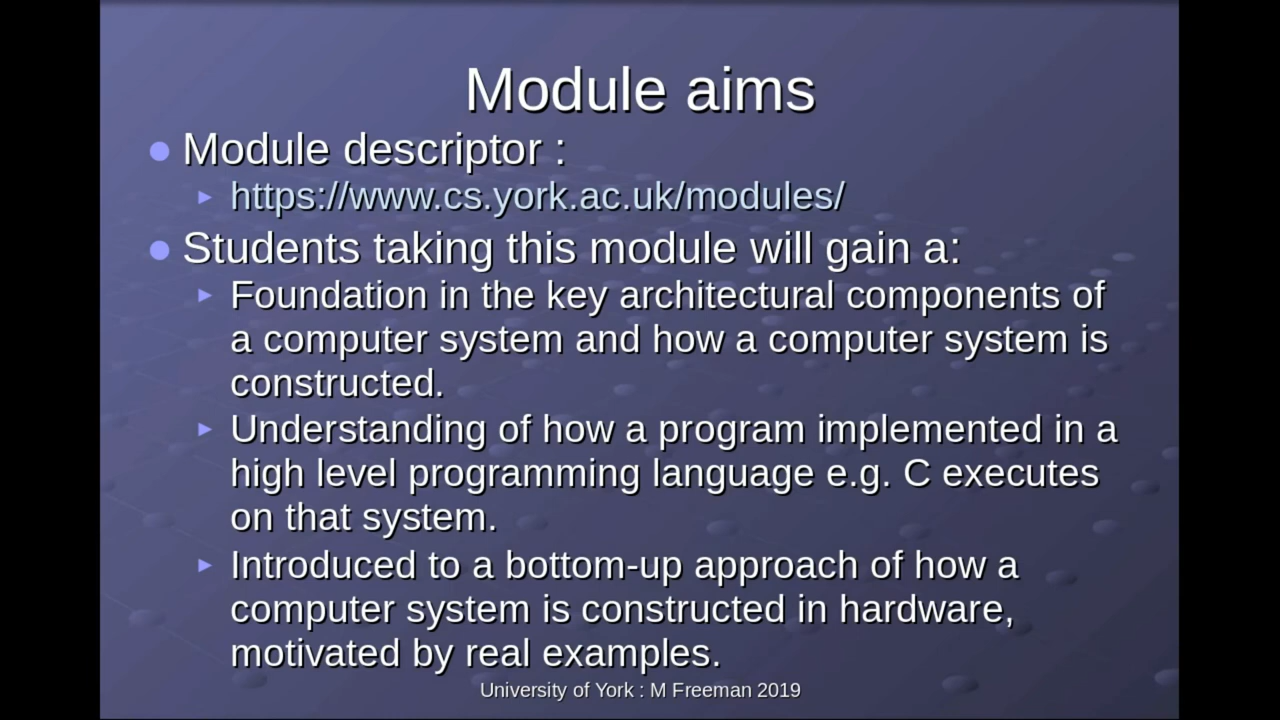 Module aims
Module descriptor :
https://www.cs.york.ac.uk/modules/
Students taking this module will gain a:
Foundation in the key architectural components of
a computer system and how a computer system is
constructed.
Understanding of how a program implemented in a
high level programming language e.g. C executes
on that system.
Introduced to a bottom-up approach of how a
computer system is constructed in hardware,
motivated by real examples.
University of York : M Freeman 2019